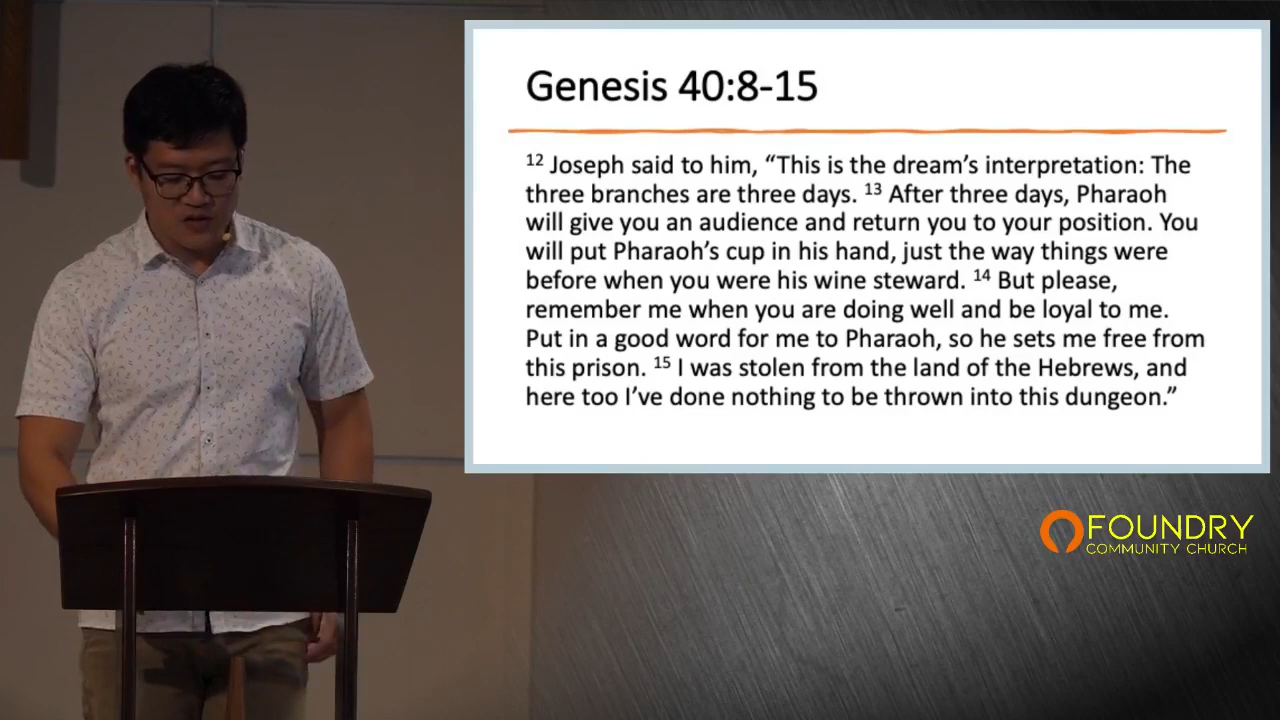 Genesis 40:8-15
12 Joseph said to him, “This is the dream’s interpretation: The
three branches are three days. 13 After three days, Pharaoh
will give you an audience and return you to your position. You
will put Pharaoh’s cup in his hand, just the way things were
before when you were his wine steward. 14 But please,
remember me when you are doing well and be loyal to me.
Put in a good word for me to Pharaoh, so he sets me free from
this prison. 15 I was stolen from the land of the Hebrews, and
here too I’ve done nothing to be thrown into this dungeon.”
FOUNDRY
COMMUNITY CHURCH